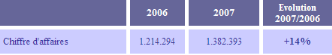 2006 2007 Evolution 2007/2006
Chiffre d'affaires 1.214.294 1.382.393 +14%